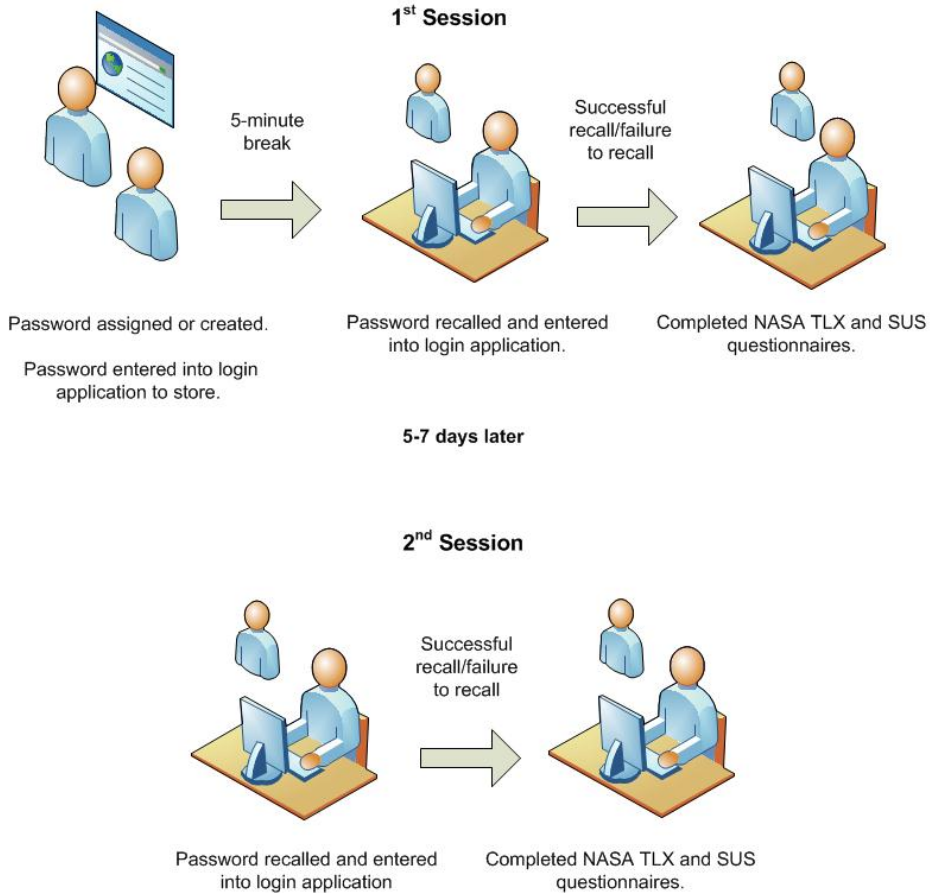 1st Session
5-minute
break
Successful
recall/failure
to recall
Password assigned or created.
Password entered into login
application to store.
Password recalled and entered
into login application.
Completed NASA TLX and SUS
questionnaires.
5-7 days later
2nd Session
Successful
recall/failure
to recall
Password recalled and entered
into login application
Completed NASA TLX and SUS
questionnaires.